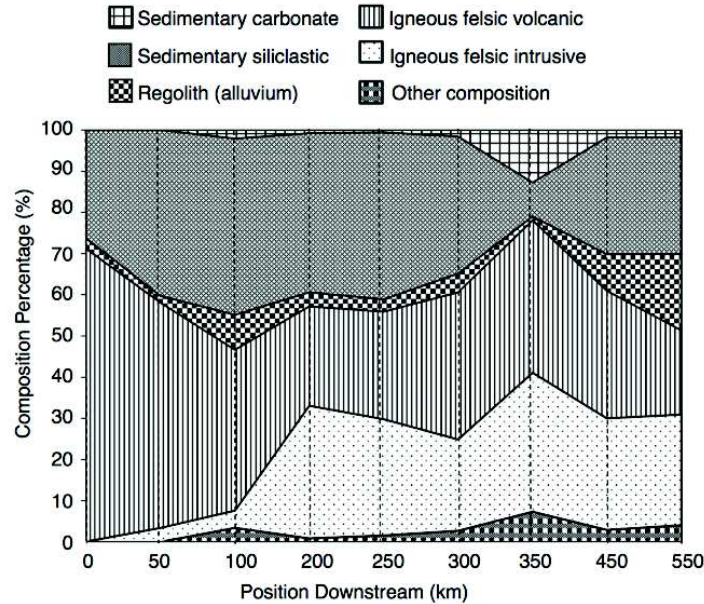 Sedimentary carbonate
Igneous felsic volcanic
Sedimentary siliclastic
Igneous felsic intrusive
Regolith (alluvium)
Other composition
100
90
80
70
60
50
40
30
20
10
0
Composition Percentage (%)
0 50 100 200 250 300 350 450 550
Position Downstream (km)